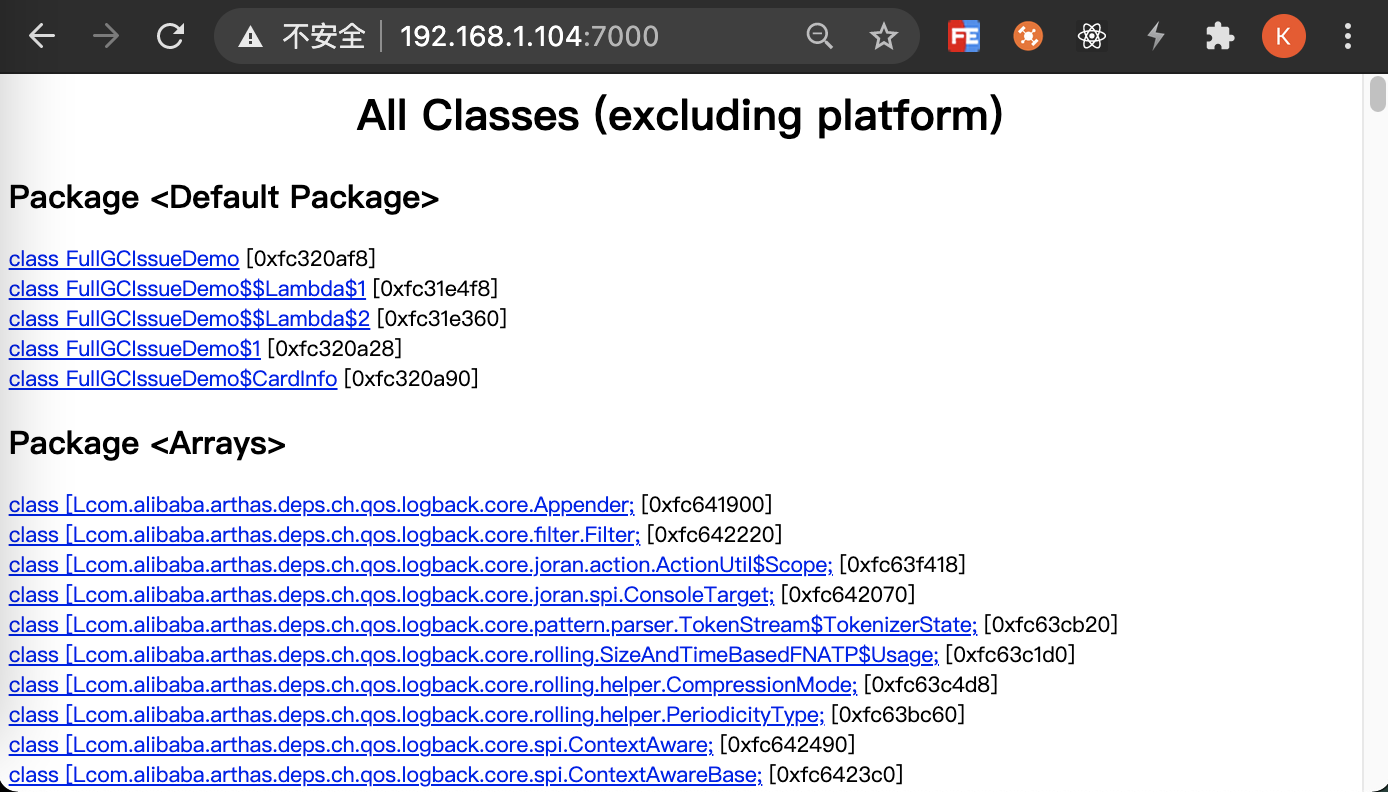 不安全 192.168.1.104:7000
FE
K
All Classes (excluding platform)
Package <Default Package>
class FullGCIssueDemo [0xfc320af8]
class FullGCIssueDemo$$Lambda$1 [0xfc31e4f8]
class FullGCIssueDemo$$Lambda$2 [0xfc31e360]
class FullGCIssueDemo$1 [0xfc320a28]
class FullGCIssueDemo$CardInfo [0xfc320a90]
Package <Arrays>
class [Lcom.alibaba.arthas.deps.ch.qos.logback.core.Appender; [0xfc641900]
class [Lcom.alibaba.arthas.deps.ch.qos.logback.core.filter.Filter; [0xfc642220]
class [Lcom.alibaba.arthas.deps.ch.qos.logback.core.joran.action.ActionUtil$Scope; [0xfc63f418]
class [Lcom.alibaba.arthas.deps.ch.qos.logback.core.joran.spi.ConsoleTarget; [0xfc642070]
class [Lcom.alibaba.arthas.deps.ch.qos.logback.core.pattern.parser.TokenStream$TokenizerState; [0xfc63cb20]
class [Lcom.alibaba.arthas.deps.ch.qos.logback.core.rolling.SizeAndTimeBasedFNATP$Usage; [0xfc63c1d0]
class [Lcom.alibaba.arthas.deps.ch.qos.logback.core.rolling.helper.CompressionMode; [0xfc63c4d8]
class [Lcom.alibaba.arthas.deps.ch.qos.logback.core.rolling.helper.PeriodicityType; [0xfc63bc60]
class [Lcom.alibaba.arthas.deps.ch.qos.logback.core.spi.ContextAware; [0xfc642490]
class [Lcom.alibaba.arthas.deps.ch.qos.logback.core.spi.ContextAwareBase; [0xfc6423c0]